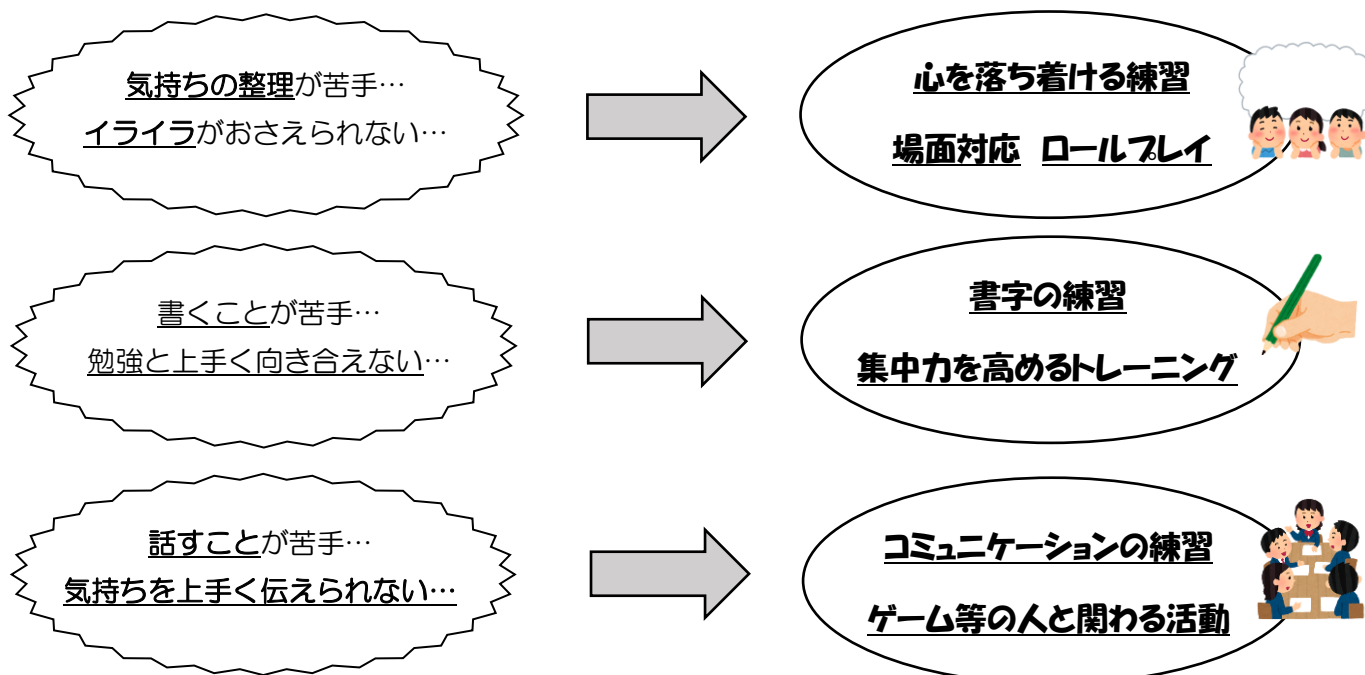 気持ちの整理が苦手…
イライラがおさえられない…
心を落ち着ける練習
場面対応 ロールプレイ
書くことが苦手…
勉強と上手く向き合えない…
書字の練習
集中力を高めるトレーニング
話すことが苦手…
気持ちを上手く伝えられない…
コミュニケーションの練習
ゲーム等の人と関わる活動